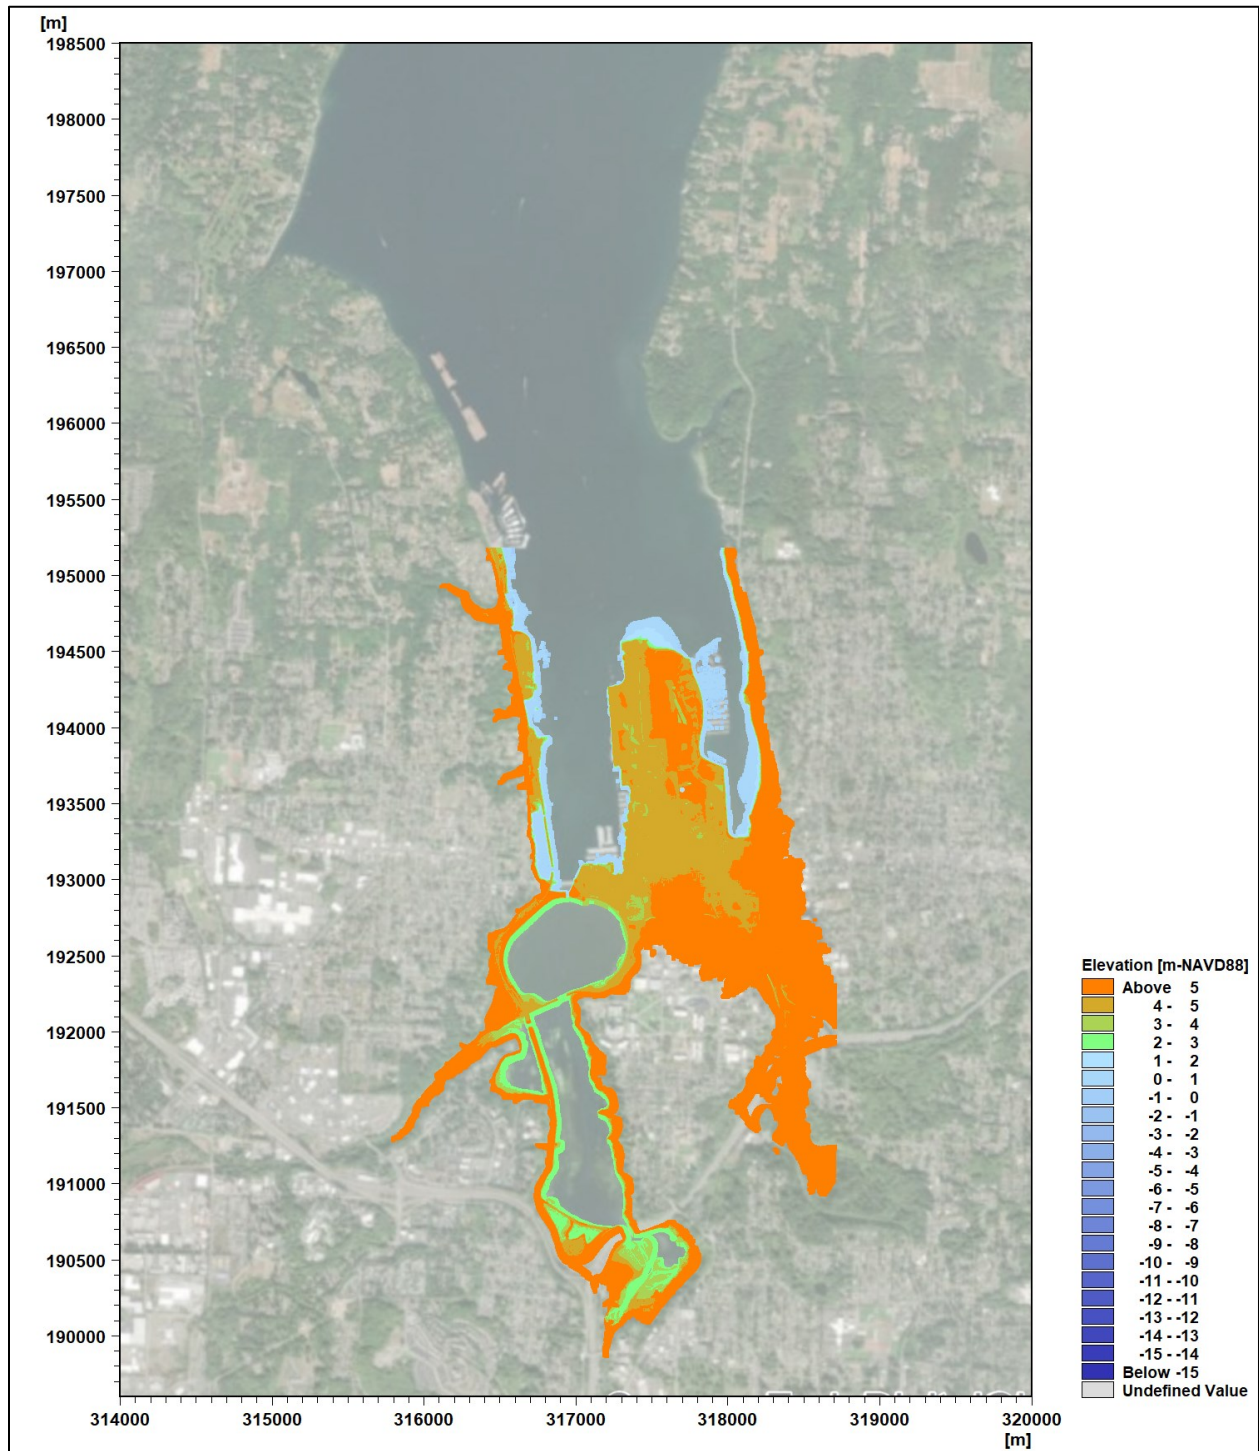 [m]
198500
198000
197500
197000
196500
196000
195500
195000
194500
194000
193500
193000
192500
192000
191500
191000
190500
190000
314000 315000 316000 317000 318000 319000 320000
[m]
Elevation [m-NAVD88]
Above 5
4 - 5
3 - 4
2 - 3
1 - 2
0 - 1
-1 - 0
-2 - -1
-3 - -2
-4 - -3
-5 - -4
-6 - -5
-7 - -6
-8 - -7
-9 - -8
-10 - -9
-11 - -10
-12 - -11
-13 - -12
-14 - -13
-15 - -14
Below -15
Undefined Value